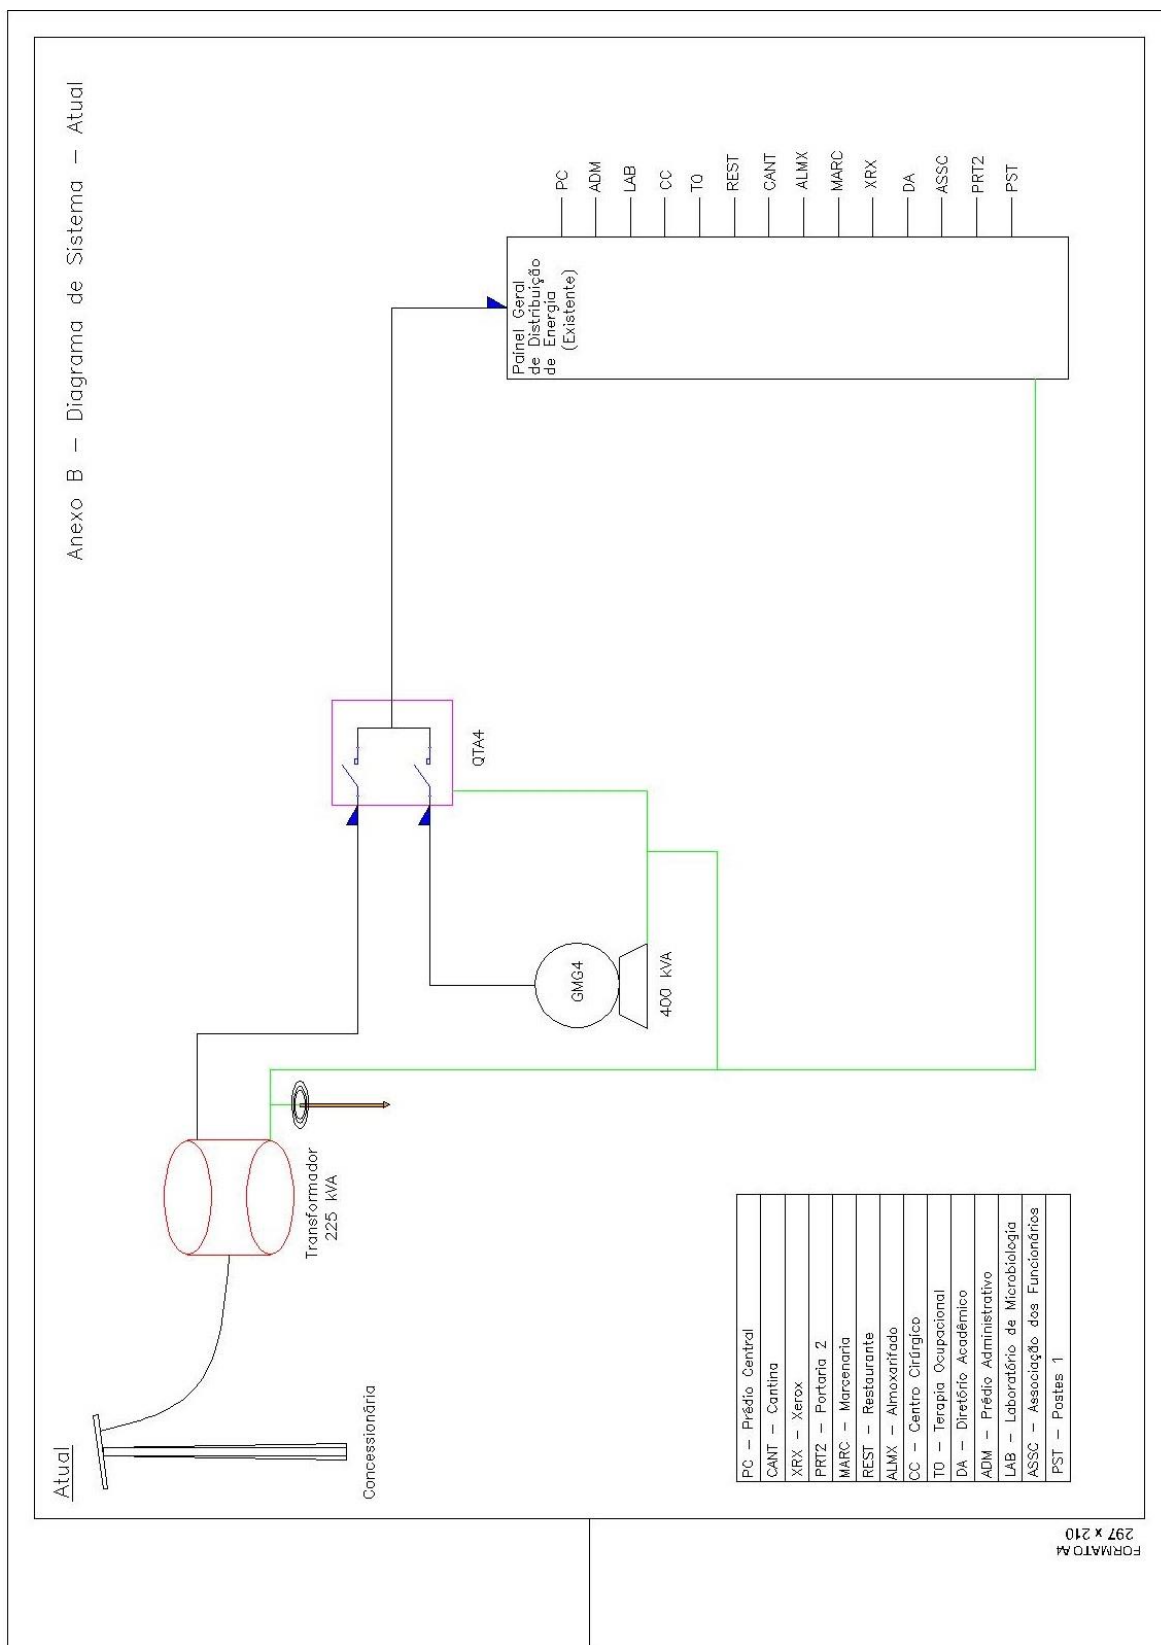 Anexo B - Diagrama de Sistema - Atual
Atual
Concessionária
Transformador
225 kVA
GMG4
400 kVA
QTA4
Painel Geral
de Distribuição
de Energia
(Existente)
PC
ADM
LAB
CC
TO
REST
CANT
ALMX
MARC
XRX
DA
ASSC
PRT2
PST
PC - Prédio Central
CANT - Cantina
XRX - Xerox
PRT2 - Portaria 2
MARC - Marcenaria
REST - Restaurante
ALMX - Almoxarifado
CC - Centro Cirúrgico
TO - Terapia Ocupacional
DA - Diretório Acadêmico
ADM - Prédio Administrativo
LAB - Laboratório de Microbiologia
ASSC - Associação dos Funcionários
PST - Postes 1
FORMATO A4
297 x 210